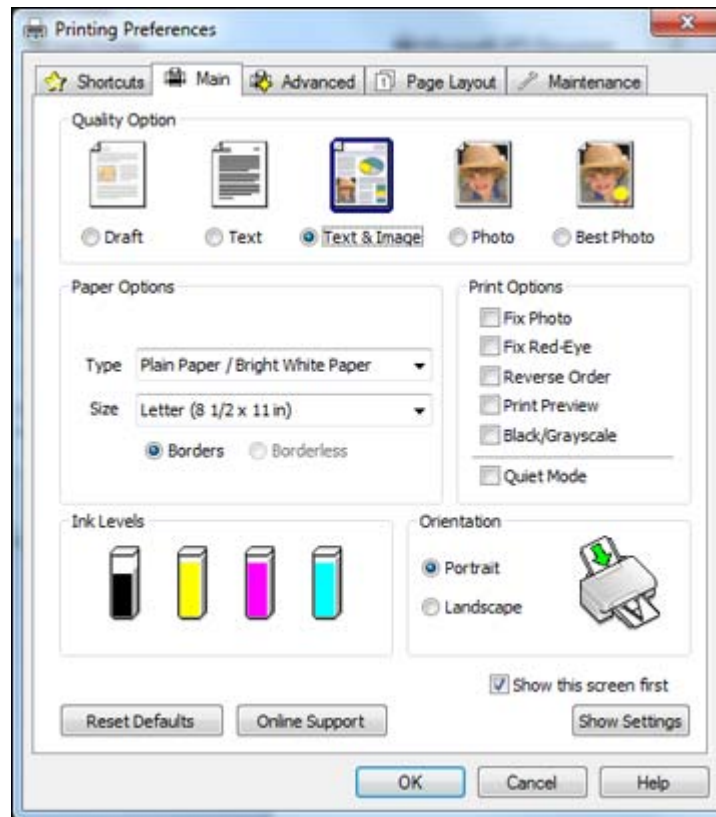 Printing Preferences
Shortcuts Main Advanced Page Layout Maintenance
Quality Option
Draft Text Text & Image Photo Best Photo
Paper Options
Type Plain Paper / Bright White Paper
Size Letter (8 1/2 x 11 in)
Borders Borderless
Print Options
Fix Photo
Fix Red-Eye
Reverse Order
Print Preview
Black/Grayscale
Quiet Mode
Ink Levels
Orientation
Portrait
Landscape
Show this screen first
Reset Defaults Online Support Show Settings
OK Cancel Help